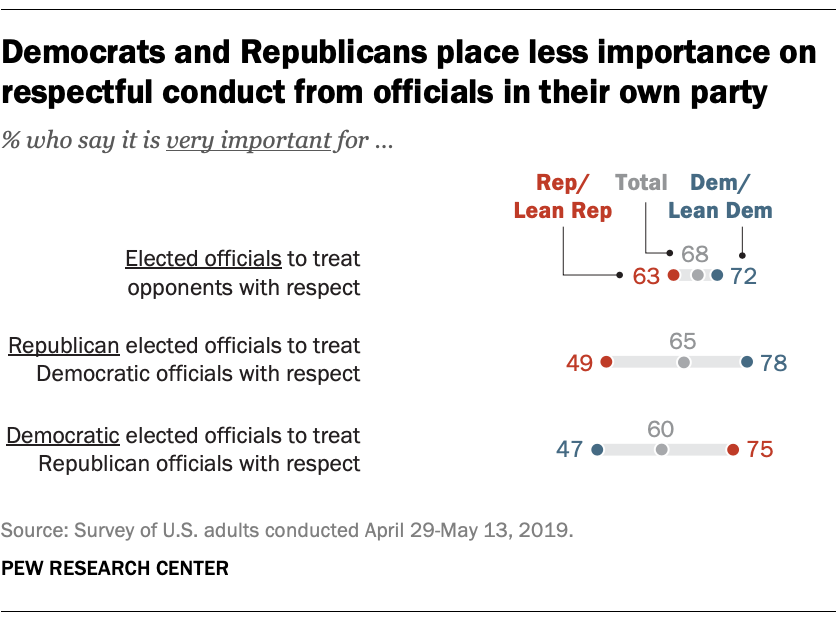 Democrats and Republicans place less importance on
respectful conduct from officials in their own party
% who say it is very important for ...
Rep/ Total Dem/
Lean Rep Lean Dem
68
Elected officials to treat
opponents with respect
63 72
65
Republican elected officials to treat
Democratic officials with respect
49 78
60
Democratic elected officials to treat
Republican officials with respect
47 75
Source: Survey of U.S. adults conducted April 29-May 13, 2019.
PEW RESEARCH CENTER